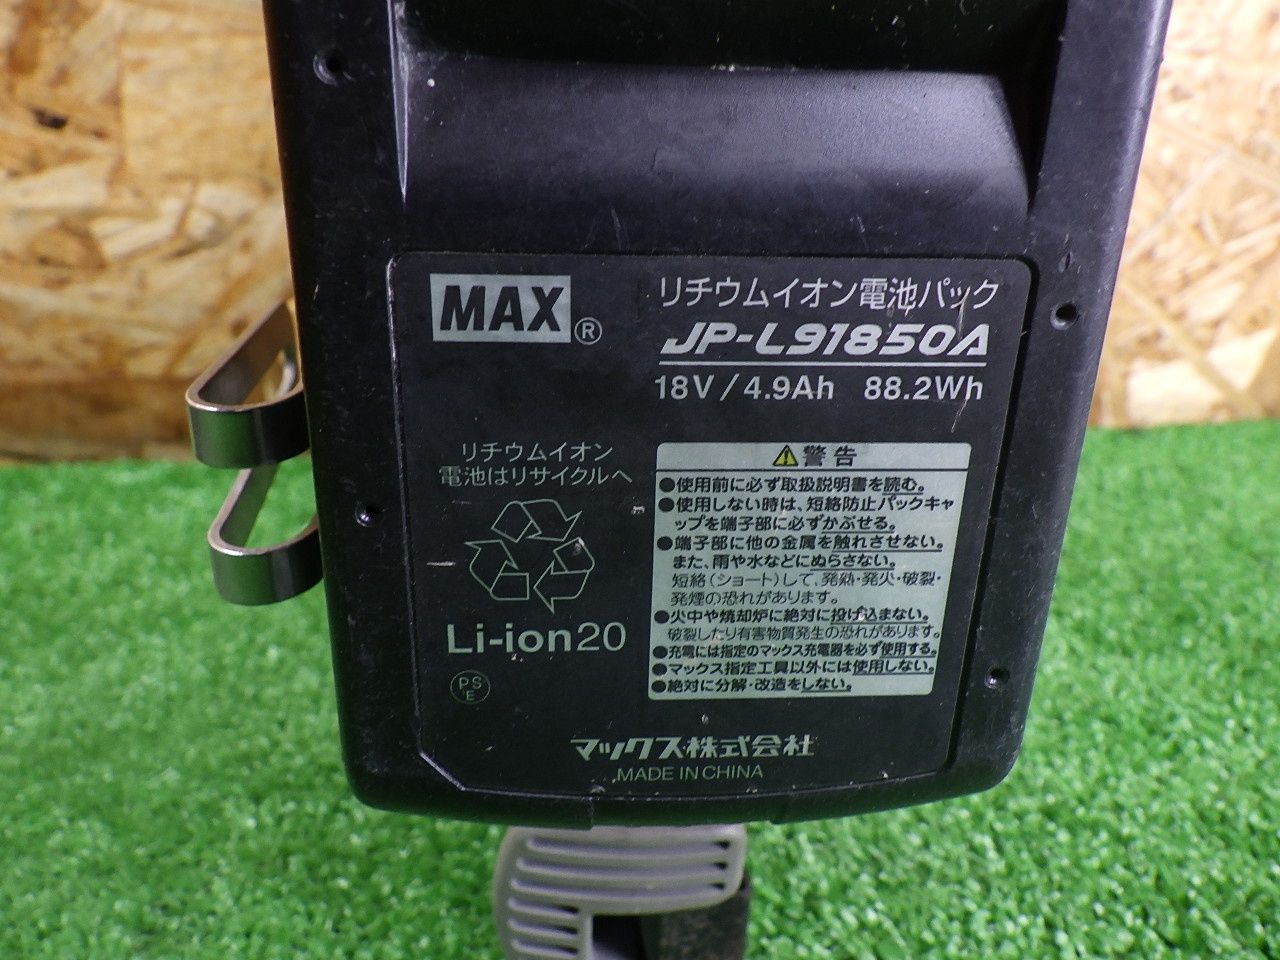 MAX®
リチウムイオン電池パック
JP-L91850A
18V/4.9Ah 88.2Wh
リチウムイオン
電池はリサイクルへ
Li-ion20
PS
E
⚠警告
●使用前に必ず取扱説明書を読む。
●使用しない時は、短絡防止パックキャ
ップを端子部に必ずかぶせる。
●端子部に他の金属を触れさせない。
また、雨や水などにぬらさない。
短絡(ショート)して、発熱・発火・破裂・
発煙の恐れがあります。
●火中や焼却炉に絶対に投げ込まない。
破裂したり有害物質発生の恐れがあります。
●充電には指定のマックス充電器を必ず使用する。
●マックス指定工具以外には使用しない。
●絶対に分解・改造をしない。
マックス株式会社
MADE IN CHINA